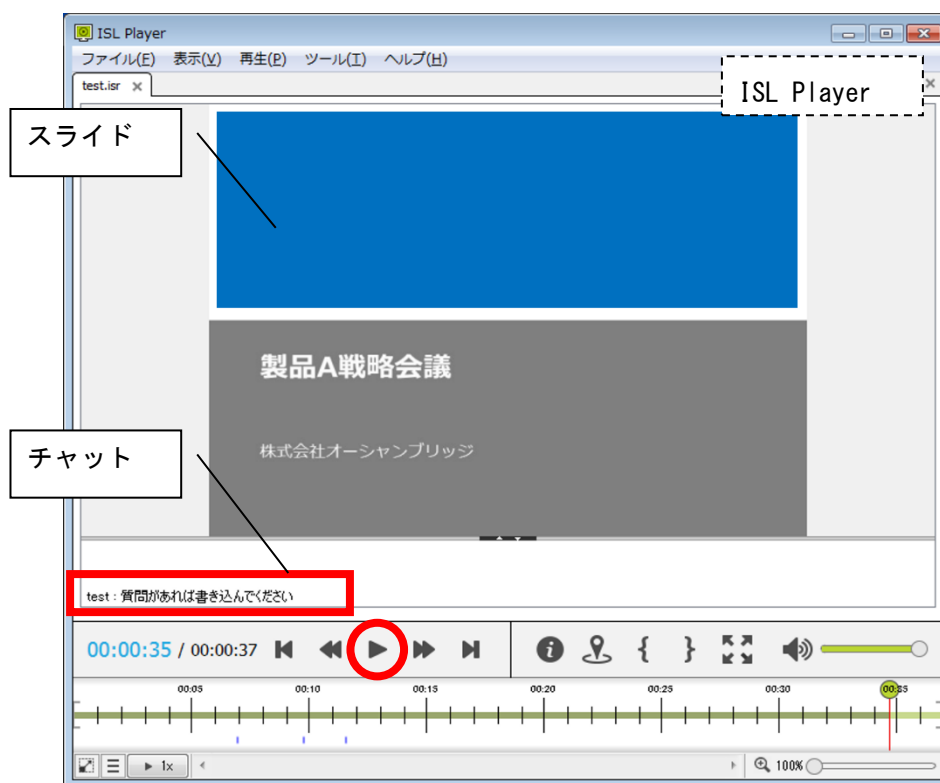 ISL Player
ファイル(F) 表示(V) 再生(P) ツール(T) ヘルプ(H)
test.isr
ISL Player
スライド
製品A戦略会議
株式会社オーシャンブリッジ
チャット
test : 質問があれば書き込んでください
00:00:35 / 00:00:37
00:05 00:10 00:15 00:20 00:25 00:30 00:35
1x
100%